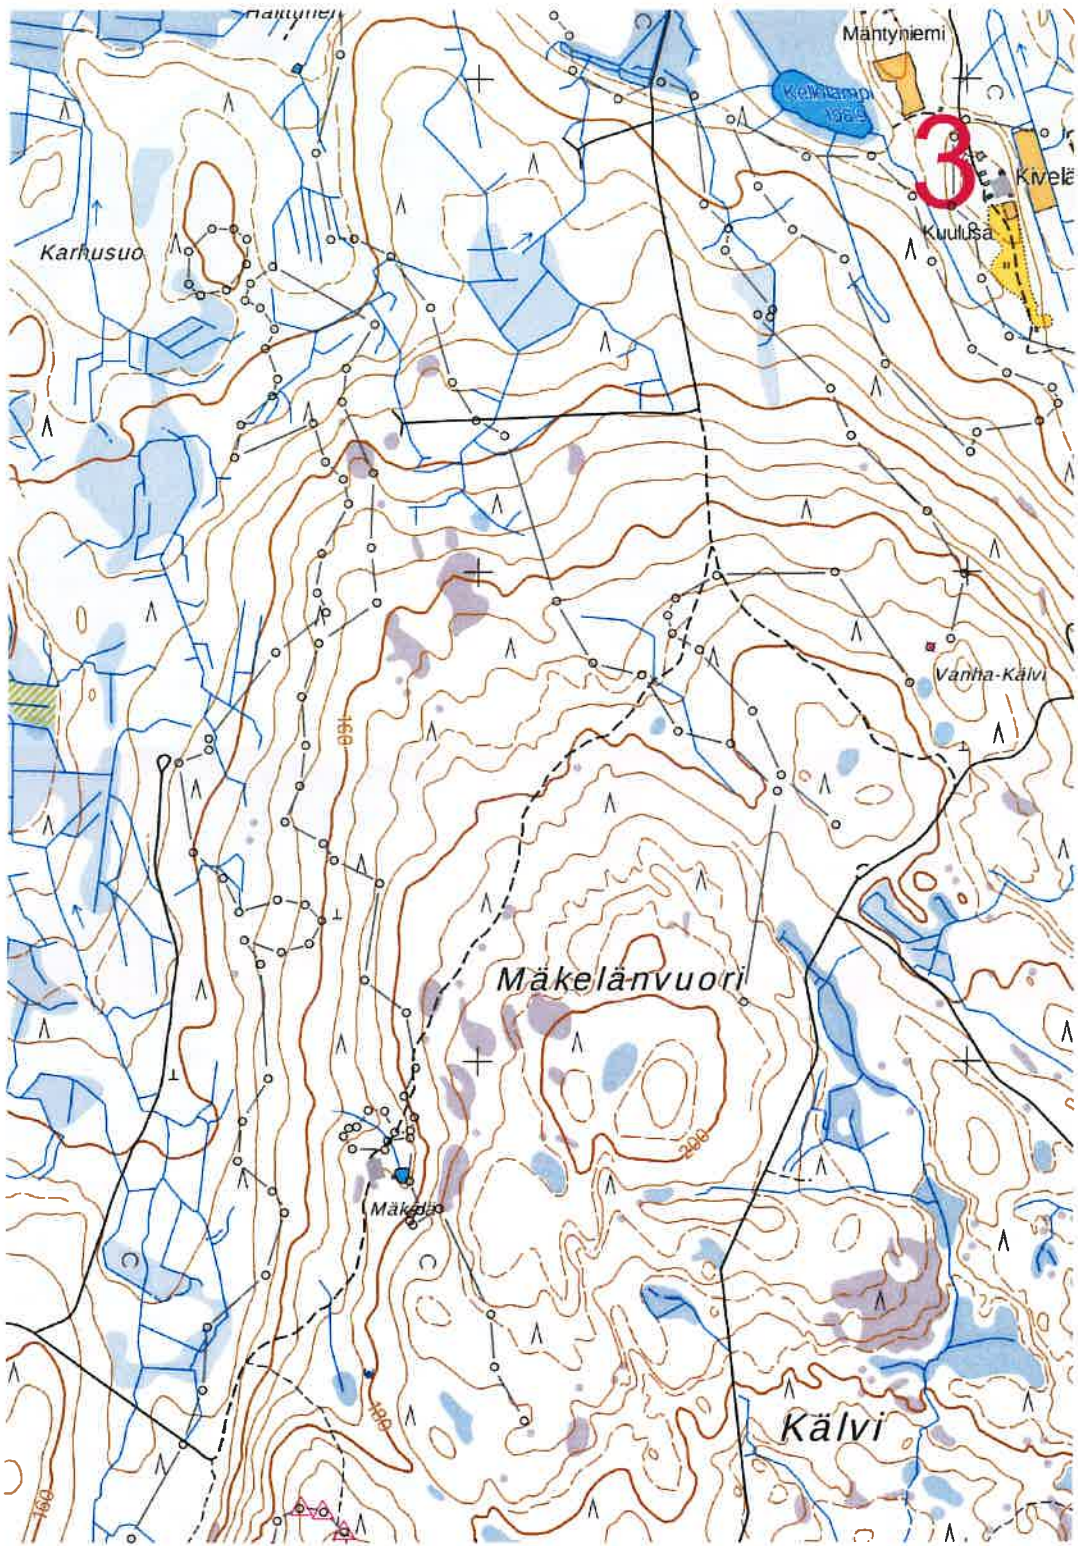 Mäntyniemi
3
Kivelä
Karhusuo
Kuulusa
Vanha-Kälvi
160
Mäkelänvuori
200
Mäkelä
180
Kälvi
160